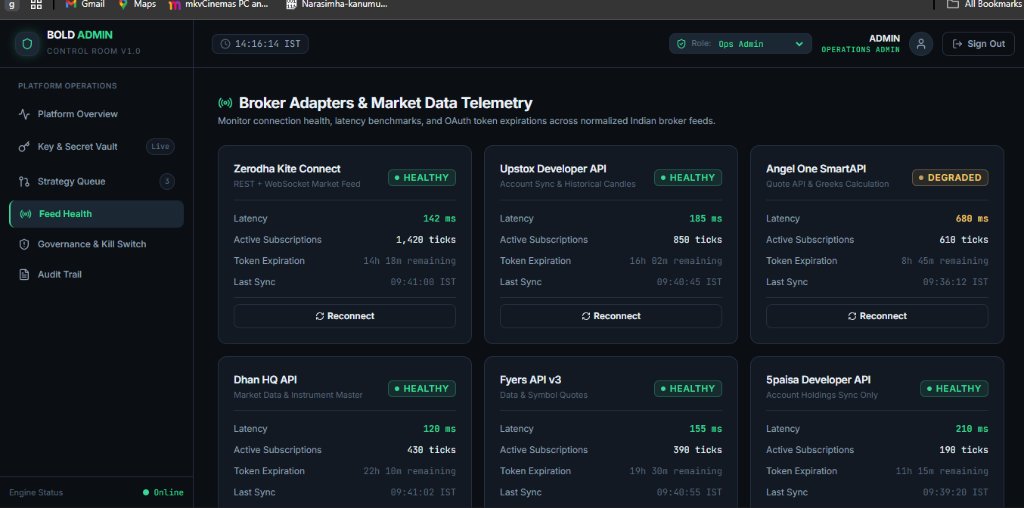 g
Gmail
Maps
mkvCinemas PC an...
Narasimha-kanumu...
All Bookmarks
BOLD ADMIN
CONTROL ROOM V1.0
14:16:14 IST
Role: Ops Admin
ADMIN
OPERATIONS ADMIN
Sign Out
PLATFORM OPERATIONS
Platform Overview
Key & Secret Vault Live
Strategy Queue 3
Feed Health
Governance & Kill Switch
Audit Trail
Engine Status Online
Broker Adapters & Market Data Telemetry
Monitor connection health, latency benchmarks, and OAuth token expirations across normalized Indian broker feeds.
Zerodha Kite Connect
REST + WebSocket Market Feed
HEALTHY
Latency 142 ms
Active Subscriptions 1,420 ticks
Token Expiration 14h 18m remaining
Last Sync 09:41:00 IST
Reconnect
Upstox Developer API
Account Sync & Historical Candles
HEALTHY
Latency 185 ms
Active Subscriptions 850 ticks
Token Expiration 16h 02m remaining
Last Sync 09:40:45 IST
Reconnect
Angel One SmartAPI
Quote API & Greeks Calculation
DEGRADED
Latency 680 ms
Active Subscriptions 610 ticks
Token Expiration 8h 45m remaining
Last Sync 09:36:12 IST
Reconnect
Dhan HQ API
Market Data & Instrument Master
HEALTHY
Latency 120 ms
Active Subscriptions 430 ticks
Token Expiration 22h 10m remaining
Last Sync 09:41:02 IST
Fyers API v3
Data & Symbol Quotes
HEALTHY
Latency 155 ms
Active Subscriptions 390 ticks
Token Expiration 19h 30m remaining
Last Sync 09:40:55 IST
5paisa Developer API
Account Holdings Sync Only
HEALTHY
Latency 210 ms
Active Subscriptions 190 ticks
Token Expiration 11h 15m remaining
Last Sync 09:39:20 IST